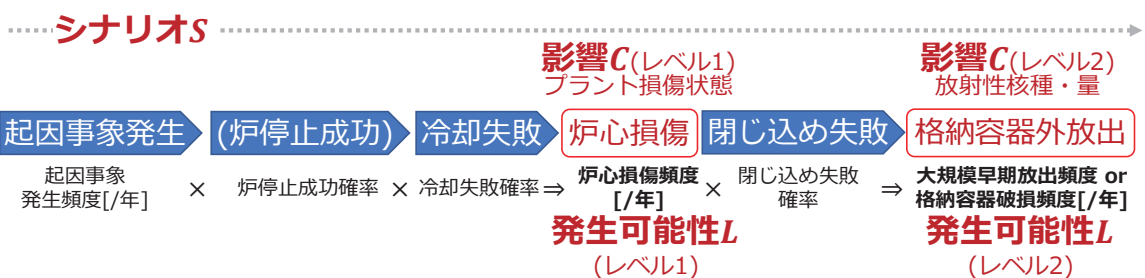 シナリオS
影響C(レベル1)
プラント損傷状態
影響C(レベル2)
放射性核種・量
起因事象発生 (炉停止成功) 冷却失敗 炉心損傷 閉じ込め失敗 格納容器外放出
起因事象
発生頻度[/年]
×
炉停止成功確率
×
冷却失敗確率
⇒
炉心損傷頻度
[/年]
×
閉じ込め失敗
確率
⇒
大規模早期放出頻度 or
格納容器破損頻度[/年]
発生可能性L
(レベル1)
発生可能性L
(レベル2)